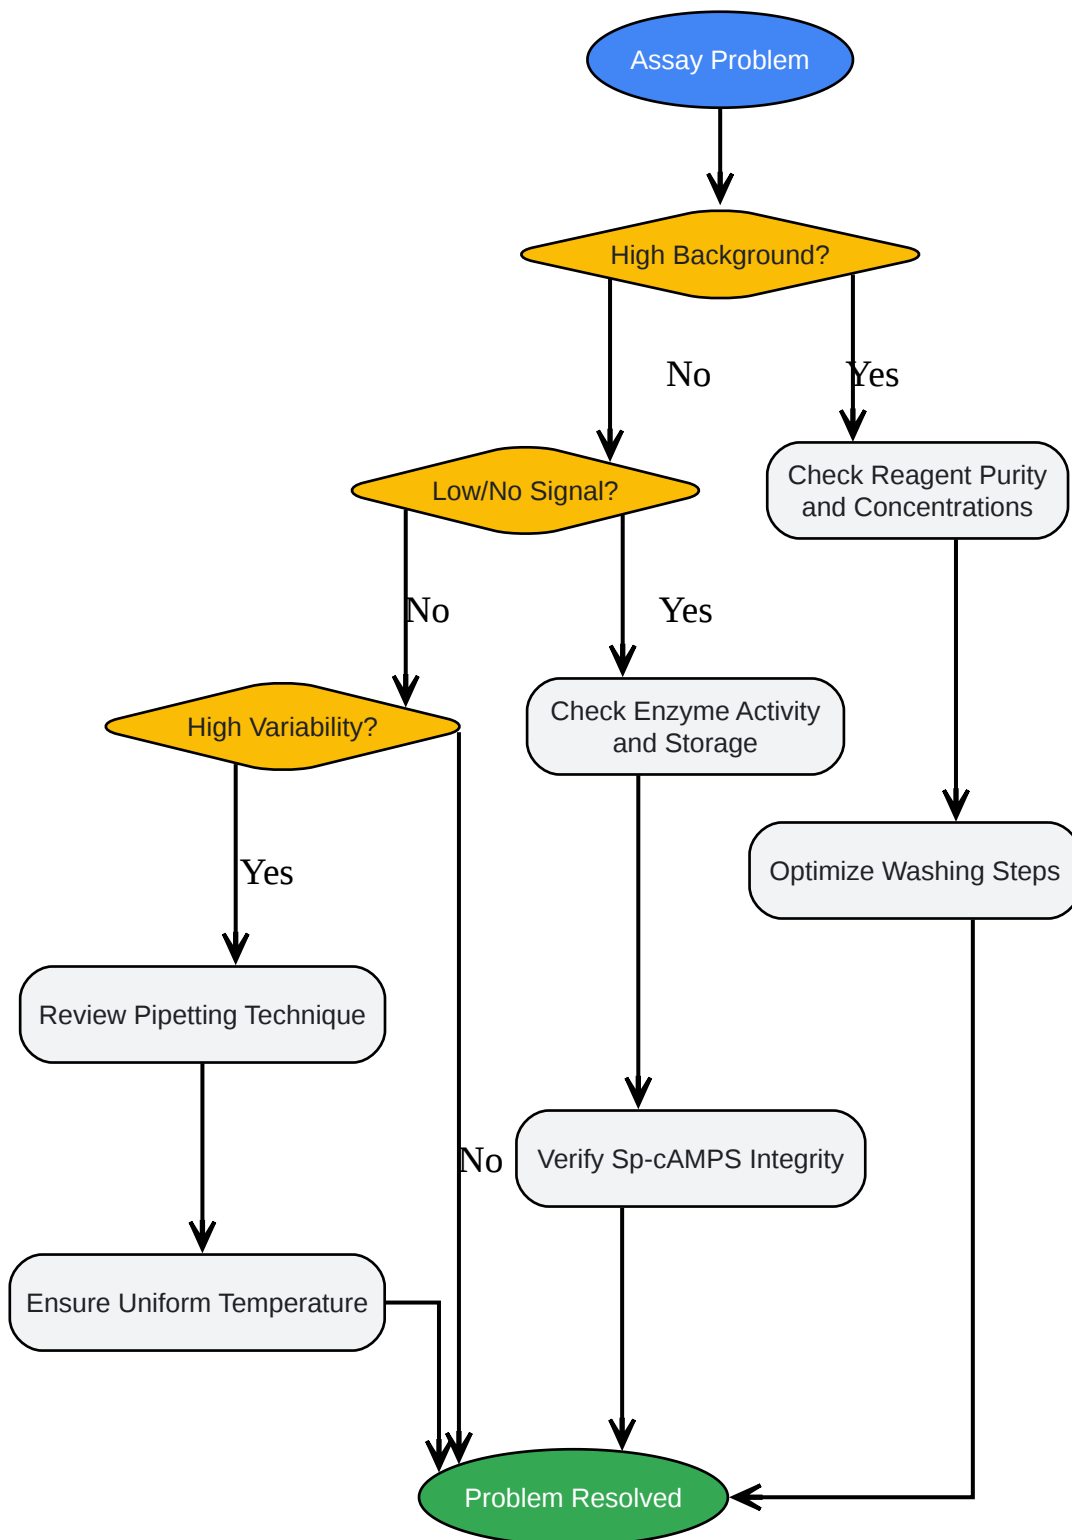 Assay Problem
High Background?
No
Yes
Low/No Signal?
Check Reagent Purity
and Concentrations
No
Yes
High Variability?
Check Enzyme Activity
and Storage
Yes
Optimize Washing Steps
Review Pipetting Technique
No
Verify Sp-cAMPS Integrity
Ensure Uniform Temperature
Problem Resolved